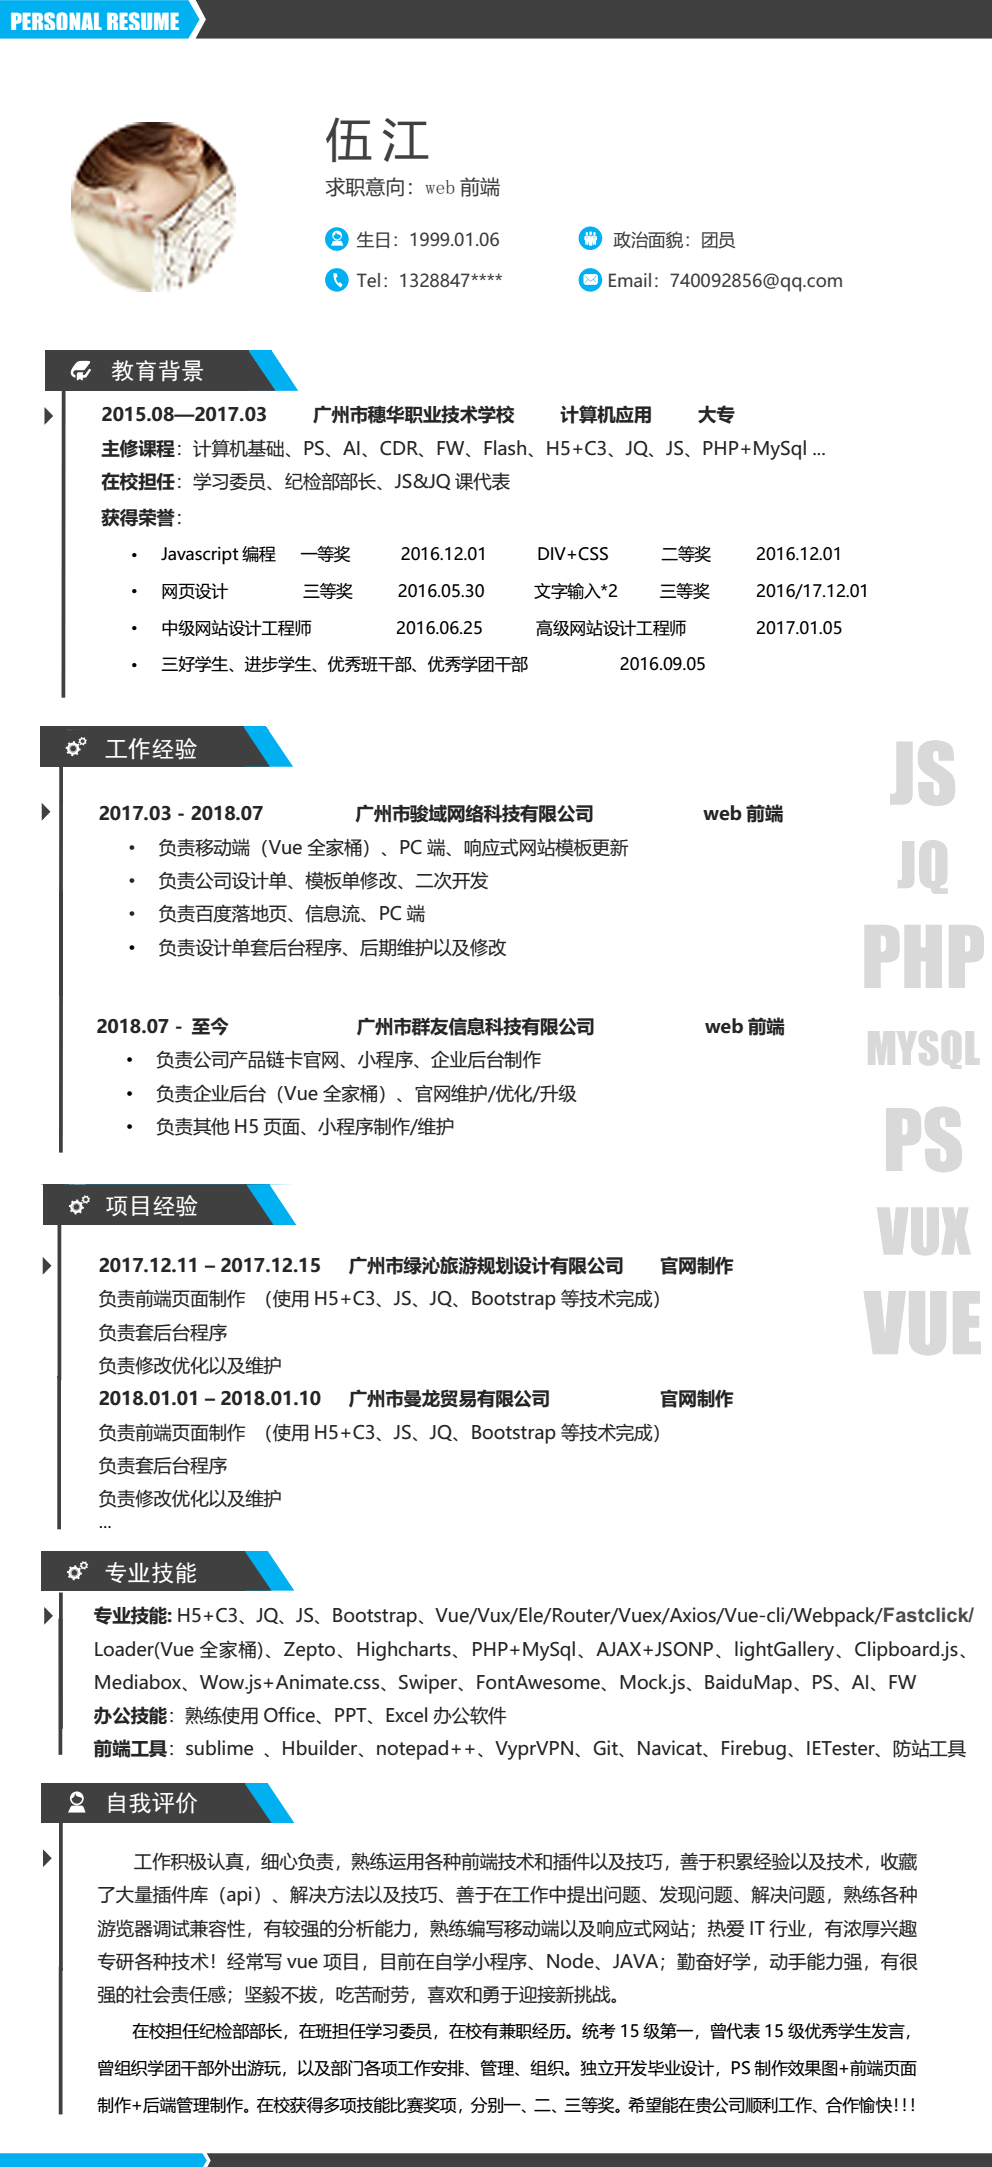 PERSONAL RESUME
伍江
求职意向：web 前端
生日：1999.01.06 政治面貌：团员
Tel：1328847**** Email：740092856@qq.com
教育背景
2015.08—2017.03 广州市穗华职业技术学校 计算机应用 大专
主修课程：计算机基础、PS、AI、CDR、FW、Flash、H5+C3、JQ、JS、PHP+MySql ...
在校担任：学习委员、纪检部部长、JS&JQ 课代表
获得荣誉：
• Javascript 编程 一等奖 2016.12.01 DIV+CSS 二等奖 2016.12.01
• 网页设计 三等奖 2016.05.30 文字输入*2 三等奖 2016/17.12.01
• 中级网站设计工程师 2016.06.25 高级网站设计工程师 2017.01.05
• 三好学生、进步学生、优秀班干部、优秀学团干部 2016.09.05
工作经验
2017.03 - 2018.07 广州市骏域网络科技有限公司 web 前端
• 负责移动端（Vue 全家桶）、PC 端、响应式网站模板更新
• 负责公司设计单、模板单修改、二次开发
• 负责百度落地页、信息流、PC 端
• 负责设计单套后台程序、后期维护以及修改
2018.07 - 至今 广州市群友信息科技有限公司 web 前端
• 负责公司产品链卡官网、小程序、企业后台制作
• 负责企业后台（Vue 全家桶）、官网维护/优化/升级
• 负责其他 H5 页面、小程序制作/维护
JS
JQ
PHP
MYSQL
PS
VUX
VUE
项目经验
2017.12.11 – 2017.12.15 广州市绿沁旅游规划设计有限公司 官网制作
负责前端页面制作 （使用 H5+C3、JS、JQ、Bootstrap 等技术完成）
负责套后台程序
负责修改优化以及维护
2018.01.01 – 2018.01.10 广州市曼龙贸易有限公司 官网制作
负责前端页面制作 （使用 H5+C3、JS、JQ、Bootstrap 等技术完成）
负责套后台程序
负责修改优化以及维护
...
专业技能
专业技能: H5+C3、JQ、JS、Bootstrap、Vue/Vux/Ele/Router/Vuex/Axios/Vue-cli/Webpack/Fastclick/
Loader(Vue 全家桶)、Zepto、Highcharts、PHP+MySql、AJAX+JSONP、lightGallery、Clipboard.js、
Mediabox、Wow.js+Animate.css、Swiper、FontAwesome、Mock.js、BaiduMap、PS、AI、FW
办公技能：熟练使用 Office、PPT、Excel 办公软件
前端工具：sublime 、Hbuilder、notepad++、VyprVPN、Git、Navicat、Firebug、IETester、防站工具
自我评价
工作积极认真，细心负责，熟练运用各种前端技术和插件以及技巧，善于积累经验以及技术，收藏
了大量插件库（api）、解决方法以及技巧、善于在工作中提出问题、发现问题、解决问题，熟练各种
游览器调试兼容性，有较强的分析能力，熟练编写移动端以及响应式网站；热爱 IT 行业，有浓厚兴趣
专研各种技术！经常写 vue 项目，目前在自学小程序、Node、JAVA；勤奋好学，动手能力强，有很
强的社会责任感；坚毅不拔，吃苦耐劳，喜欢和勇于迎接新挑战。
在校担任纪检部部长，在班担任学习委员，在校有兼职经历。统考 15 级第一，曾代表 15 级优秀学生发言，
曾组织学团干部外出游玩，以及部门各项工作安排、管理、组织。独立开发毕业设计，PS 制作效果图+前端页面
制作+后端管理制作。在校获得多项技能比赛奖项，分别一、二、三等奖。希望能在贵公司顺利工作、合作愉快！！！